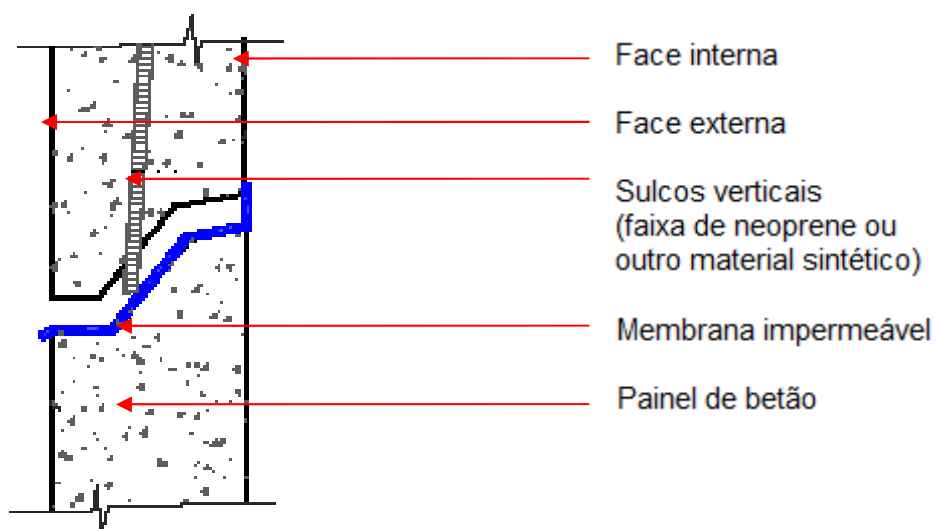 Face interna
Face externa
Sulcos verticais
(faixa de neoprene ou
outro material sintético)
Membrana impermeável
Painel de betão